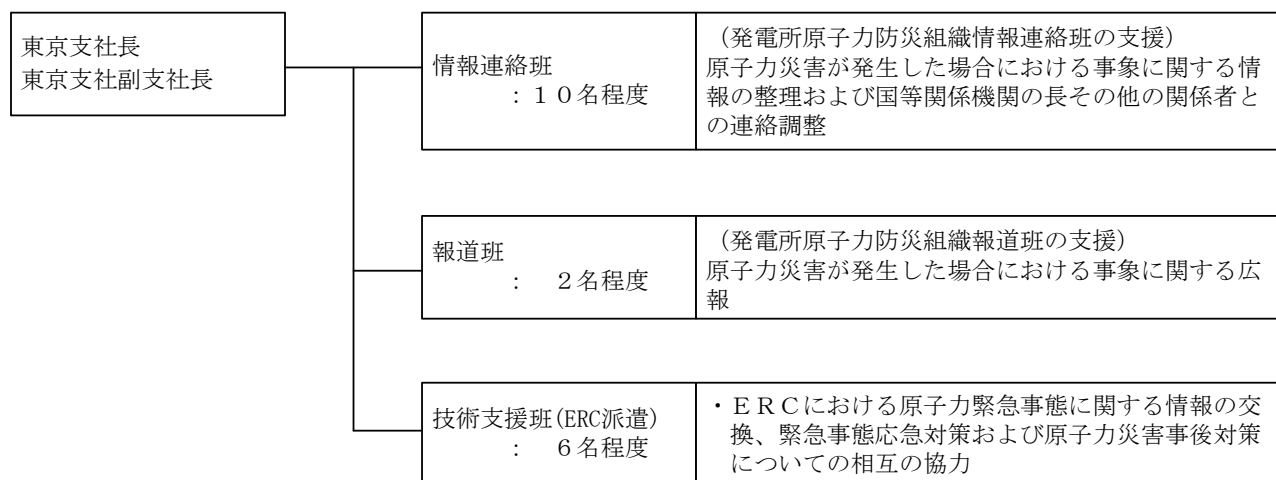 東京支社長
東京支社副支社長
情報連絡班
：１０名程度
（発電所原子力防災組織情報連絡班の支援）
原子力災害が発生した場合における事象に関する情
報の整理および国等関係機関の長その他の関係者と
の連絡調整
報道班
：　２名程度
（発電所原子力防災組織報道班の支援）
原子力災害が発生した場合における事象に関する広
報
技術支援班(ERC派遣)
：　６名程度
・ＥＲＣにおける原子力緊急事態に関する情報の交
換、緊急事態応急対策および原子力災害事後対策
についての相互の協力